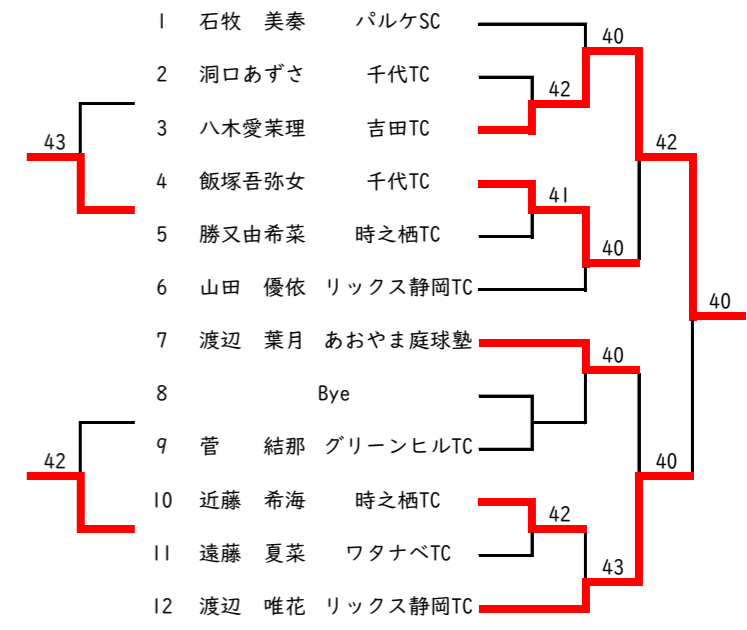 1 石牧 美奏 パルケSC
40
2 洞口あずさ 千代TC
42
3 八木愛茉理 吉田TC
43
42
4 飯塚吾弥女 千代TC
41
5 勝又由希菜 時之栖TC
40
6 山田 優依 リックス静岡TC
40
7 渡辺 葉月 あおやま庭球塾
40
8 Bye
9 菅 結那 グリーンヒルTC
42
40
10 近藤 希海 時之栖TC
42
11 遠藤 夏菜 ワタナベTC
43
12 渡辺 唯花 リックス静岡TC